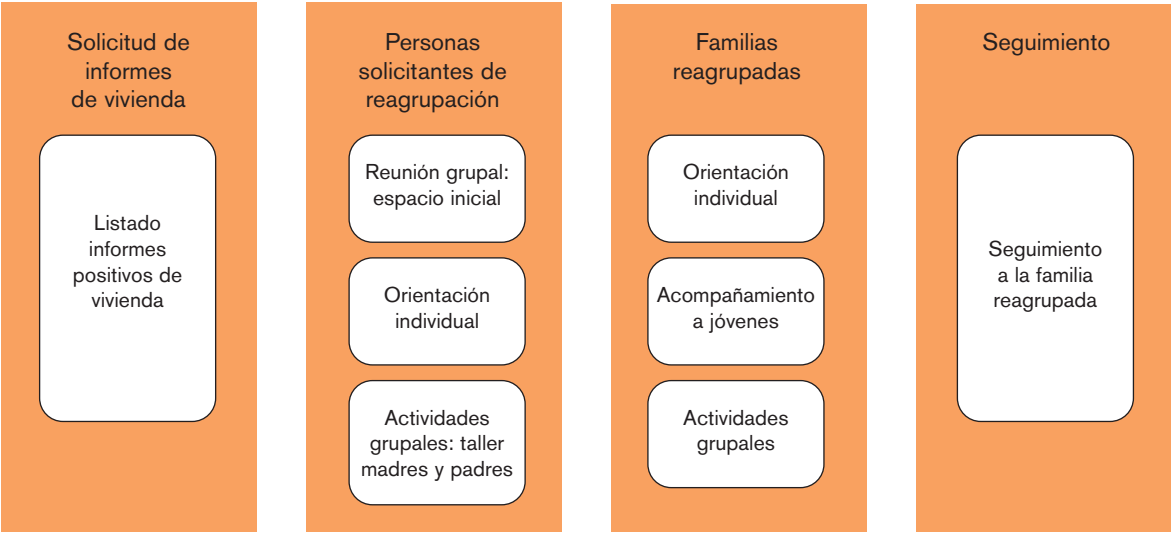 Solicitud de
informes
de vivienda
Listado
informes
positivos de
vivienda
Personas
solicitantes de
reagrupación
Reunión grupal:
espacio inicial
Orientación
individual
Actividades
grupales: taller
madres y padres
Familias
reagrupadas
Orientación
individual
Acompañamiento
a jóvenes
Actividades
grupales
Seguimiento
Seguimiento
a la familia
reagrupada